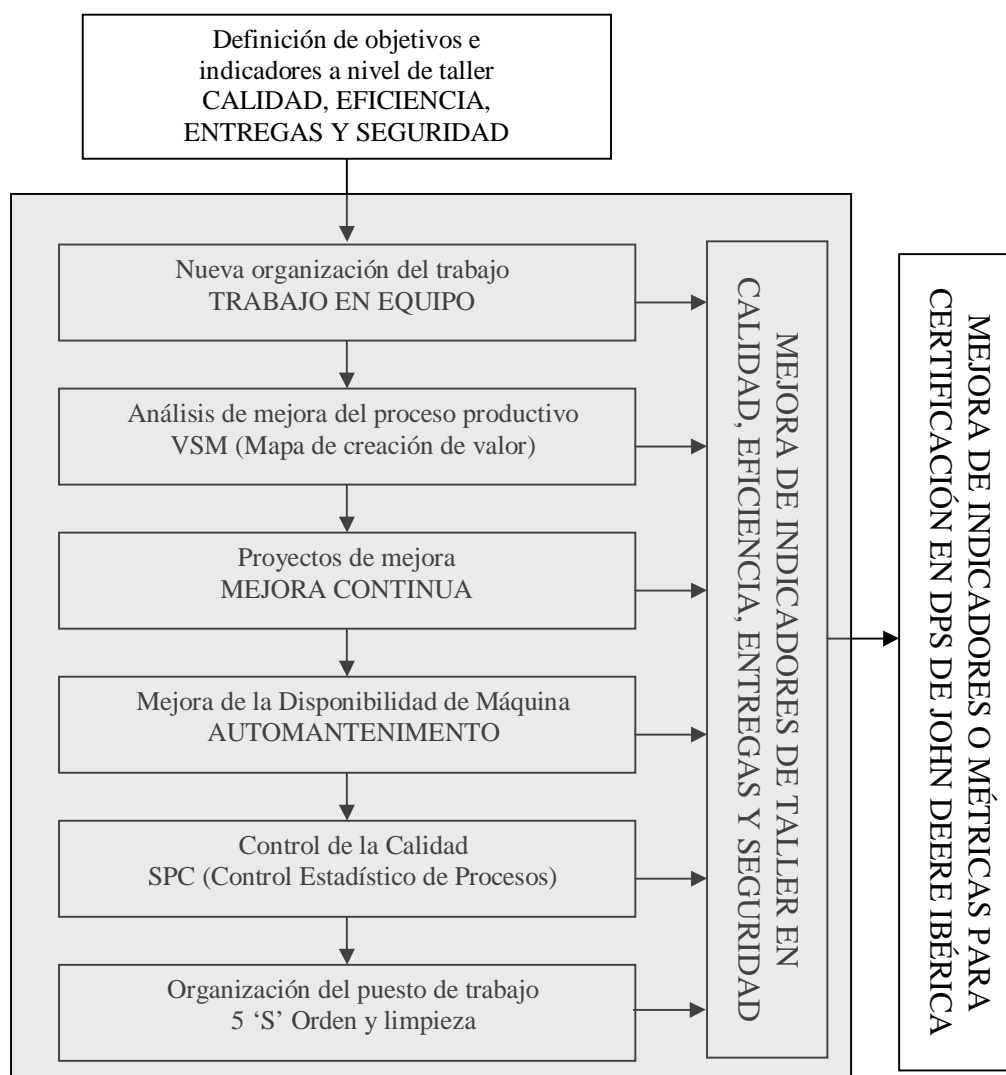 Definición de objetivos e
indicadores a nivel de taller
CALIDAD, EFICIENCIA,
ENTREGAS Y SEGURIDAD
Nueva organización del trabajo
TRABAJO EN EQUIPO
Análisis de mejora del proceso productivo
VSM (Mapa de creación de valor)
Proyectos de mejora
MEJORA CONTINUA
Mejora de la Disponibilidad de Máquina
AUTOMANTENIMENTO
Control de la Calidad
SPC (Control Estadístico de Procesos)
Organización del puesto de trabajo
5 ‘S’ Orden y limpieza
MEJORA DE INDICADORES DE TALLER EN
CALIDAD, EFICIENCIA, ENTREGAS Y SEGURIDAD
MEJORA DE INDICADORES O MÉTRICAS PARA
CERTIFICACIÓN EN DPS DE JOHN DEERE IBÉRICA